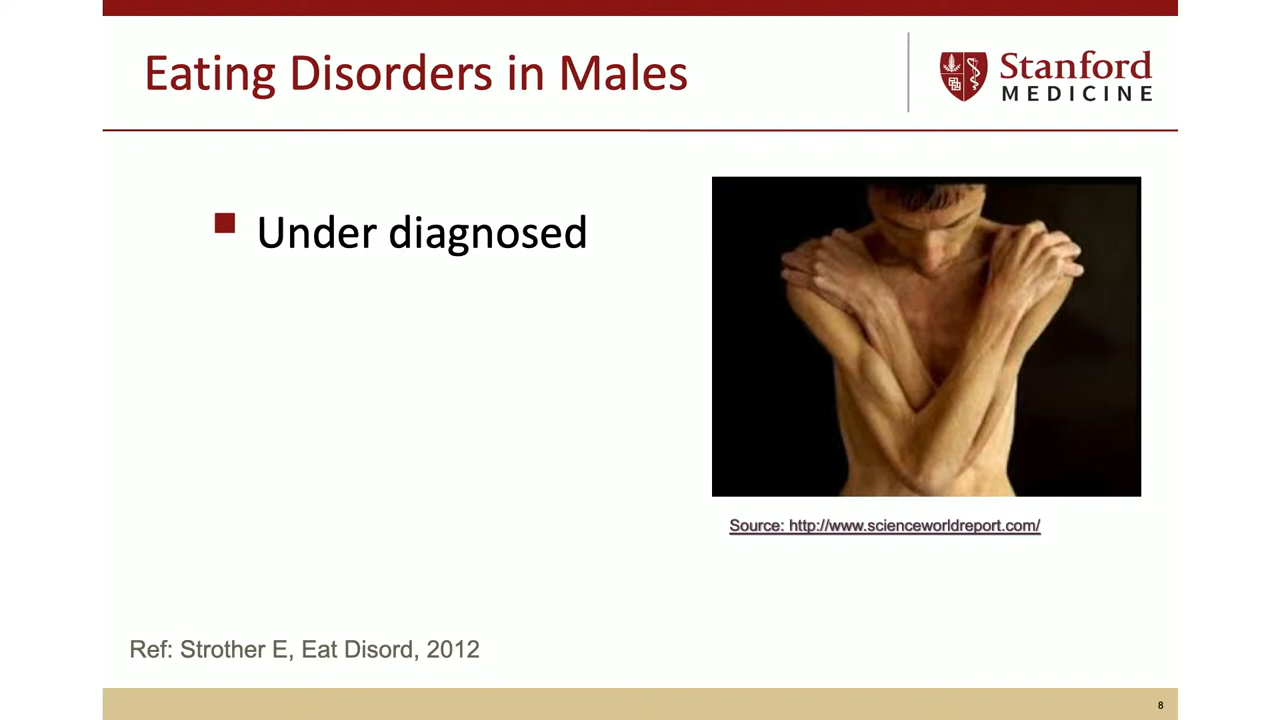 Eating Disorders in Males
Stanford
MEDICINE
Under diagnosed
Source: http://www.scienceworldreport.com/
Ref: Strother E, Eat Disord, 2012
8